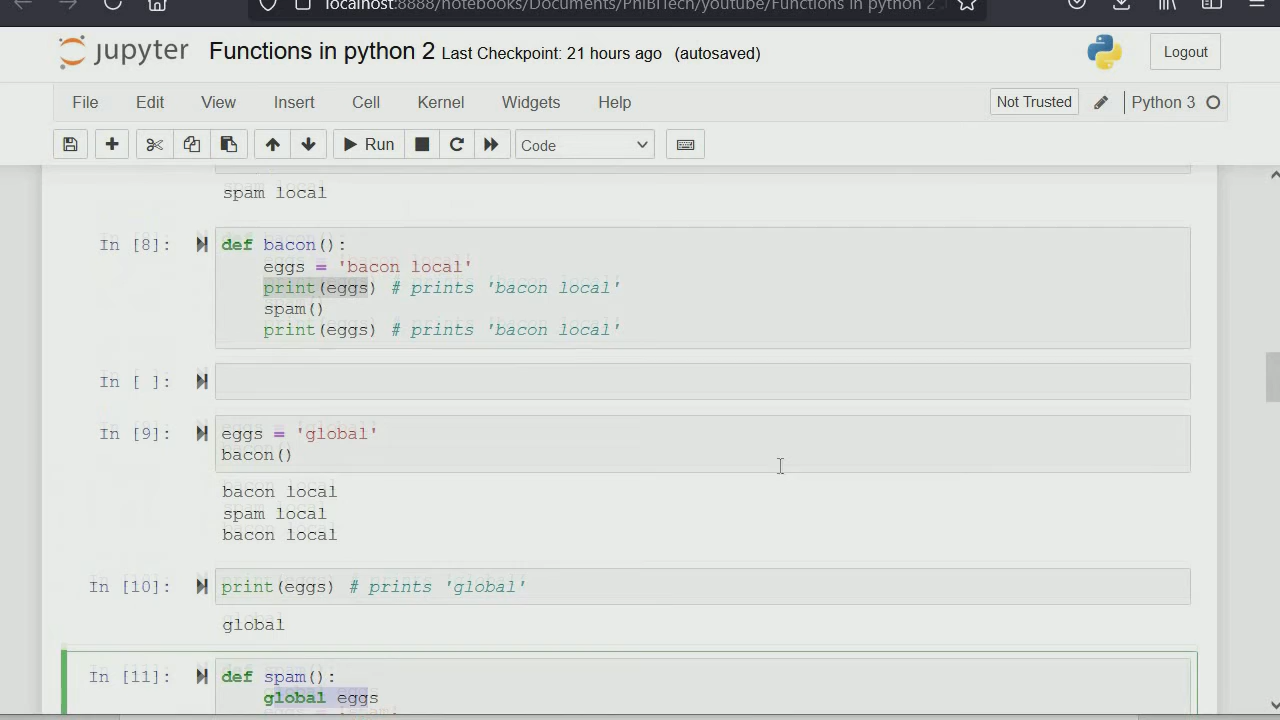 localhost:8888/notebooks/Documents/PhiBiTech/youtube/Functions in python 2
jupyter Functions in python 2 Last Checkpoint: 21 hours ago (autosaved) Logout
File Edit View Insert Cell Kernel Widgets Help Not Trusted Python 3
Run Code
spam local
In [8]: def bacon():
eggs = 'bacon local'
print(eggs) # prints 'bacon local'
spam()
print(eggs) # prints 'bacon local'
In [ ]:
In [9]: eggs = 'global'
bacon()
bacon local
spam local
bacon local
In [10]: print(eggs) # prints 'global'
global
In [11]: def spam():
global eggs